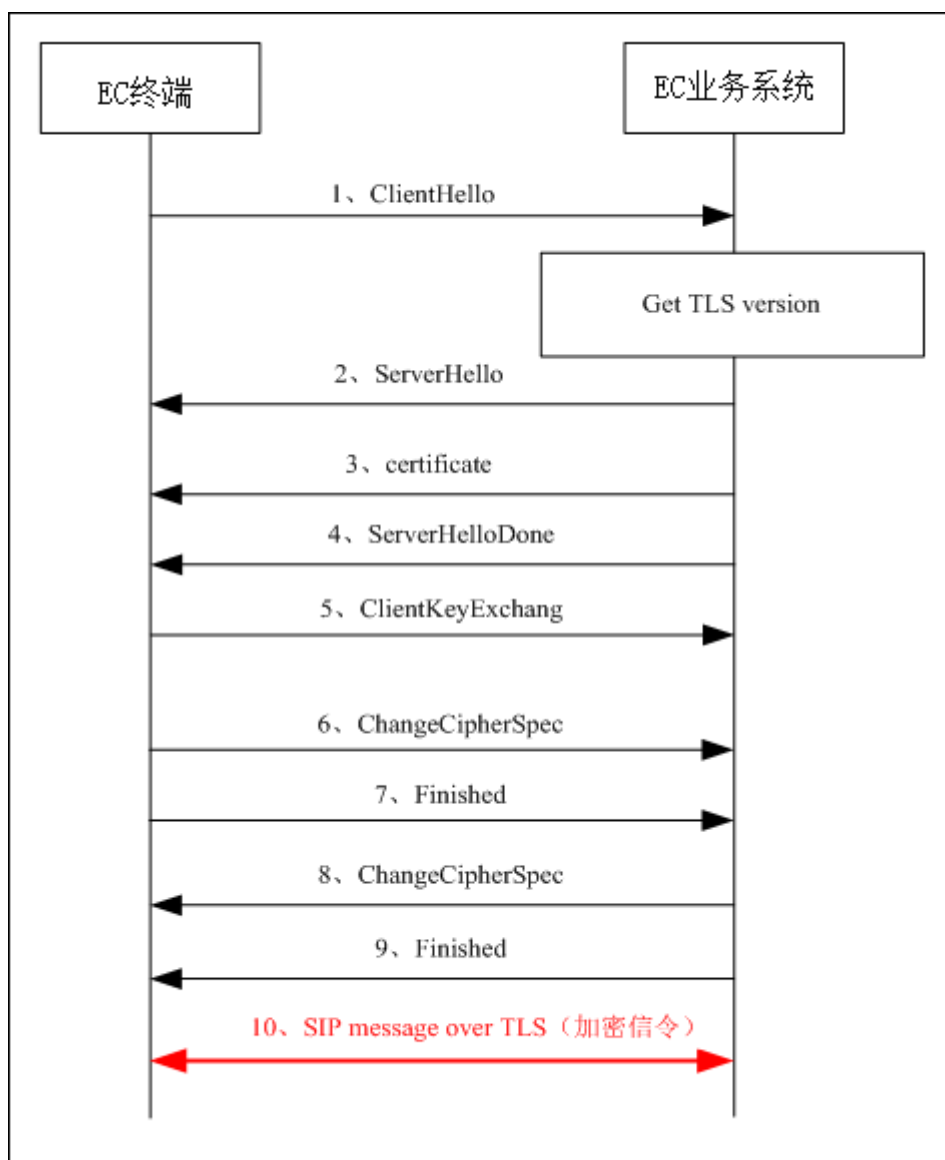 EC终端
EC业务系统
1、ClientHello
Get TLS version
2、ServerHello
3、certificate
4、ServerHelloDone
5、ClientKeyExchang
6、ChangeCipherSpec
7、Finished
8、ChangeCipherSpec
9、Finished
10、SIP message over TLS（加密信令）